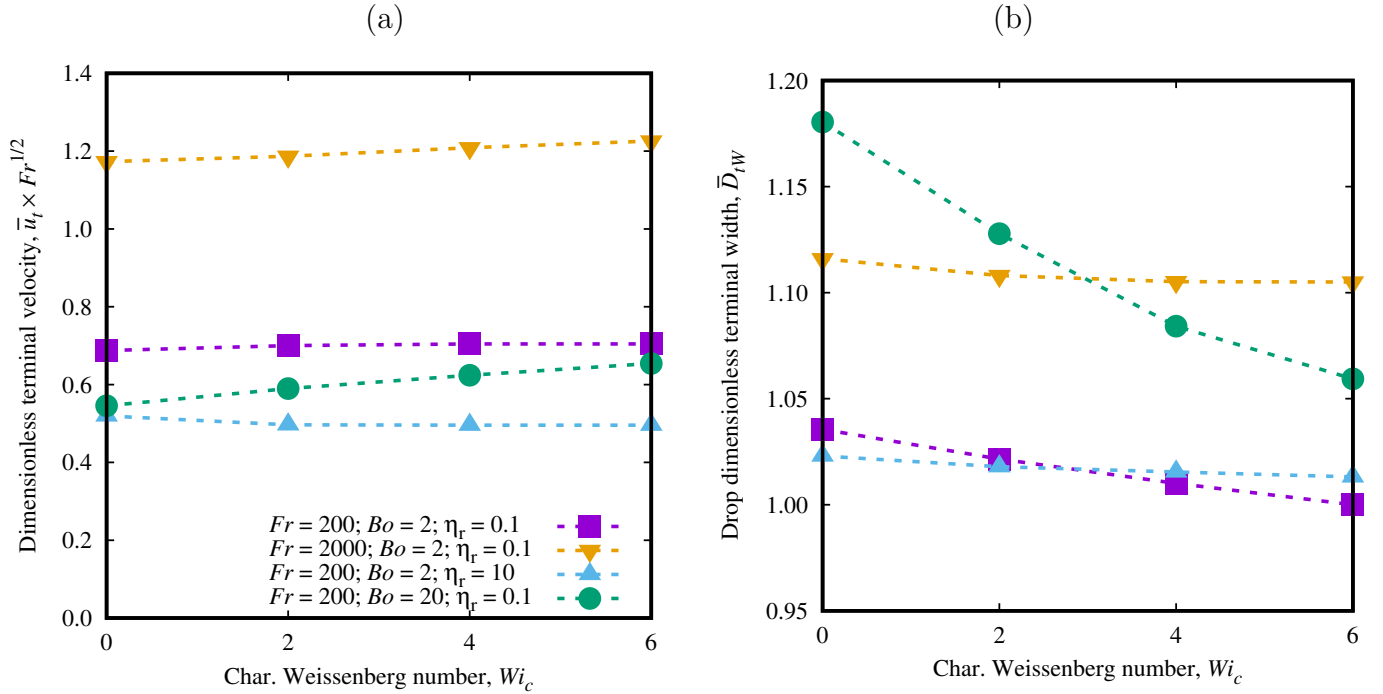 (a)
Dimensionless terminal velocity, u̅_t × Fr^{1/2}
1.4
1.2
1.0
0.8
0.6
0.4
0.2
0.0
Fr = 200; Bo = 2; η_r = 0.1
Fr = 2000; Bo = 2; η_r = 0.1
Fr = 200; Bo = 2; η_r = 10
Fr = 200; Bo = 20; η_r = 0.1
0 2 4 6
Char. Weissenberg number, Wi_c
(b)
Drop dimensionless terminal width, D̅_{tW}
1.20
1.15
1.10
1.05
1.00
0.95
0 2 4 6
Char. Weissenberg number, Wi_c